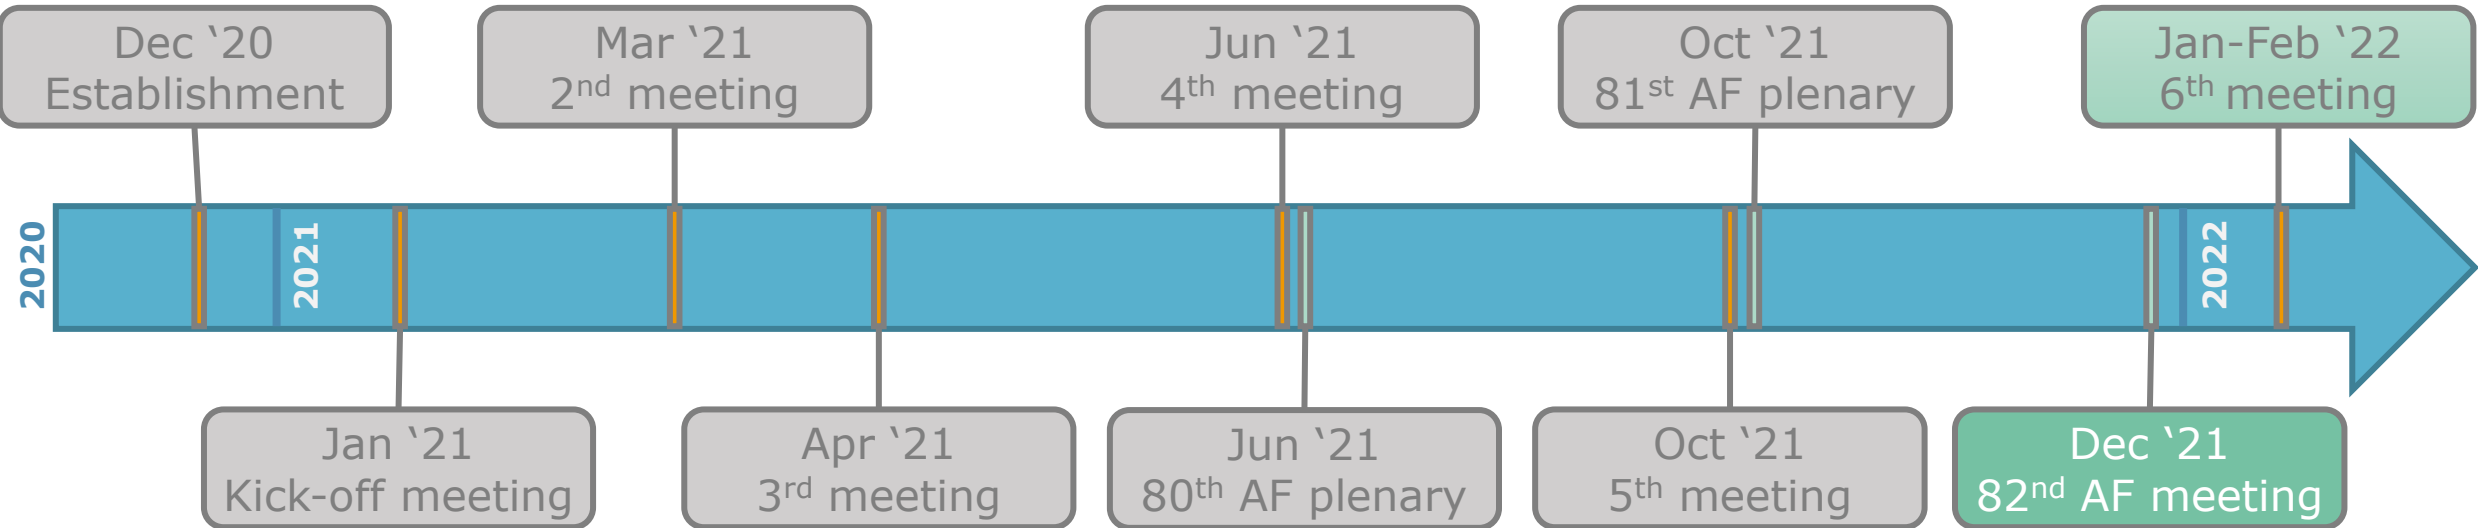 Dec ‘20
Establishment
Mar ‘21
2nd meeting
Jun ‘21
4th meeting
Oct ‘21
81st AF plenary
Jan-Feb ‘22
6th meeting
2020
2021
2022
Jan ‘21
Kick-off meeting
Apr ‘21
3rd meeting
Jun ‘21
80th AF plenary
Oct ‘21
5th meeting
Dec ‘21
82nd AF meeting